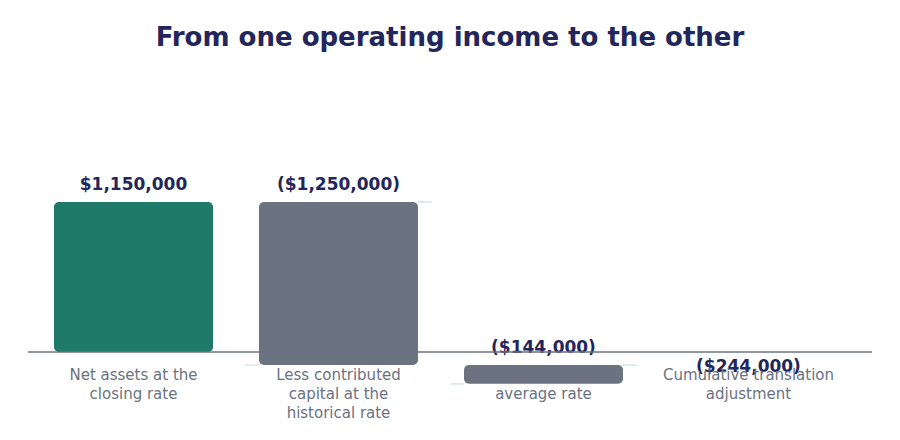 From one operating income to the other
$1,150,000
($1,250,000)
($144,000)
($244,000)
Net assets at the
closing rate
Less contributed
capital at the
historical rate
average rate
Cumulative translation
adjustment